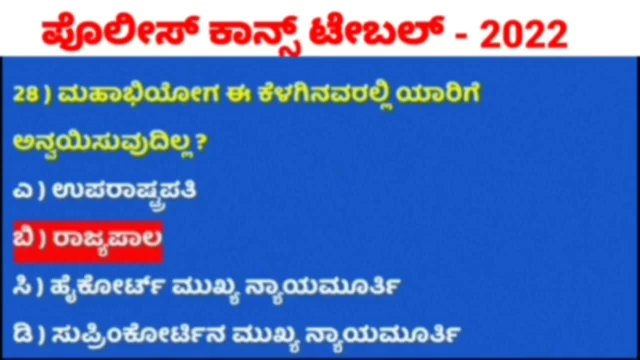 ಪೊಲೀಸ್ ಕಾನ್ಸ್ ಟೇಬಲ್ - 2022
28 ) ಮಹಾಭಿಯೋಗ ಈ ಕೆಳಗಿನವರಲ್ಲಿ ಯಾರಿಗೆ
ಅನ್ವಯಿಸುವುದಿಲ್ಲ ?
ಎ ) ಉಪರಾಷ್ಟ್ರಪತಿ
ಬಿ ) ರಾಜ್ಯಪಾಲ
ಸಿ ) ಹೈಕೋರ್ಟ್ ಮುಖ್ಯ ನ್ಯಾಯಮೂರ್ತಿ
ಡಿ ) ಸುಪ್ರಿಂಕೋರ್ಟಿನ ಮುಖ್ಯ ನ್ಯಾಯಮೂರ್ತಿ